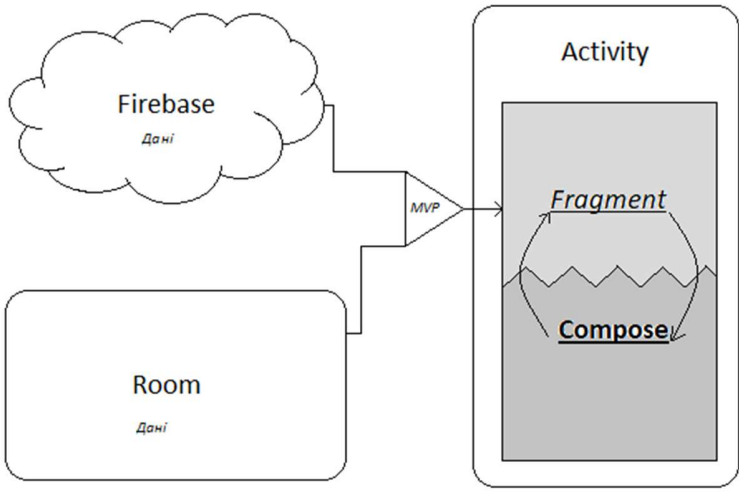 Firebase
Дані
Room
Дані
MVP
Activity
Fragment
Compose